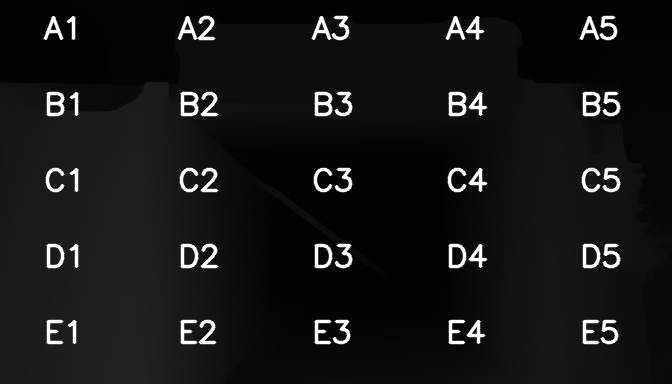 A1 A2 A3 A4 A5
B1 B2 B3 B4 B5
C1 C2 C3 C4 C5
D1 D2 D3 D4 D5
E1 E2 E3 E4 E5